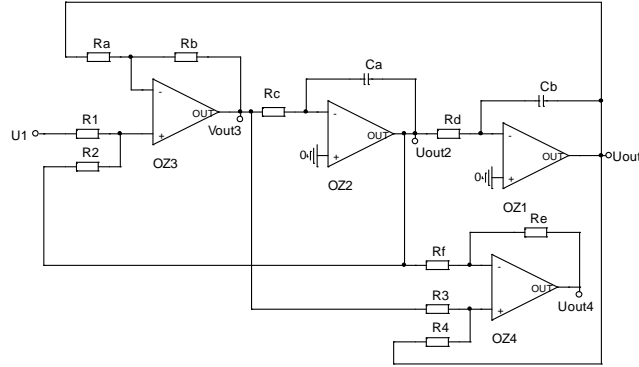 Ra
Rb
Rc
Ca
Rd
Cb
-
+
OUT
Vout3
OZ3
U1
R1
R2
-
+
OUT
Uout2
0
OZ2
-
+
OUT
Uout
0
OZ1
Rf
Re
R3
R4
-
+
OUT
Uout4
OZ4